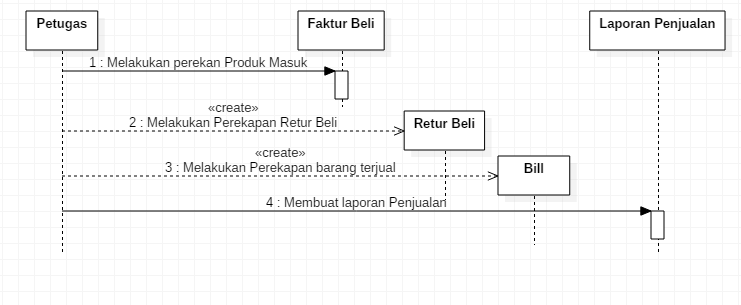 Petugas
Faktur Beli
Laporan Penjualan
1 : Melakukan perekan Produk Masuk
«create»
2 : Melakukan Perekapan Retur Beli
Retur Beli
«create»
3 : Melakukan Perekapan barang terjual
Bill
4 : Membuat laporan Penjualan